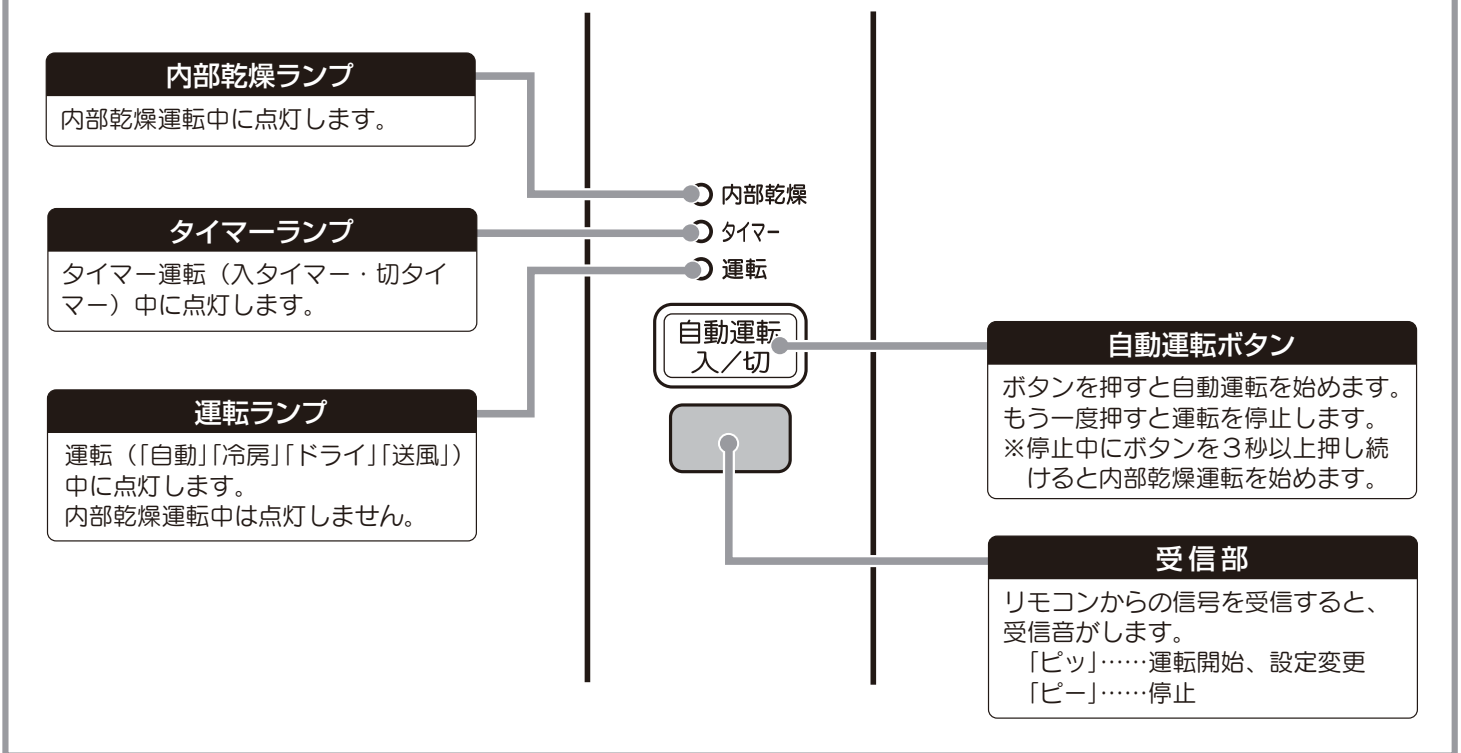 内部乾燥ランプ
内部乾燥運転中に点灯します。
タイマーランプ
タイマー運転（入タイマー・切タイ
マー）中に点灯します。
運転ランプ
運転（「自動」「冷房」「ドライ」「送風」）
中に点灯します。
内部乾燥運転中は点灯しません。
内部乾燥
タイマー
運転
自動運転
入／切
自動運転ボタン
ボタンを押すと自動運転を始めます。
もう一度押すと運転を停止します。
※停止中にボタンを３秒以上押し続
けると内部乾燥運転を始めます。
受信部
リモコンからの信号を受信すると、
受信音がします。
「ピッ」……運転開始、設定変更
「ピー」……停止